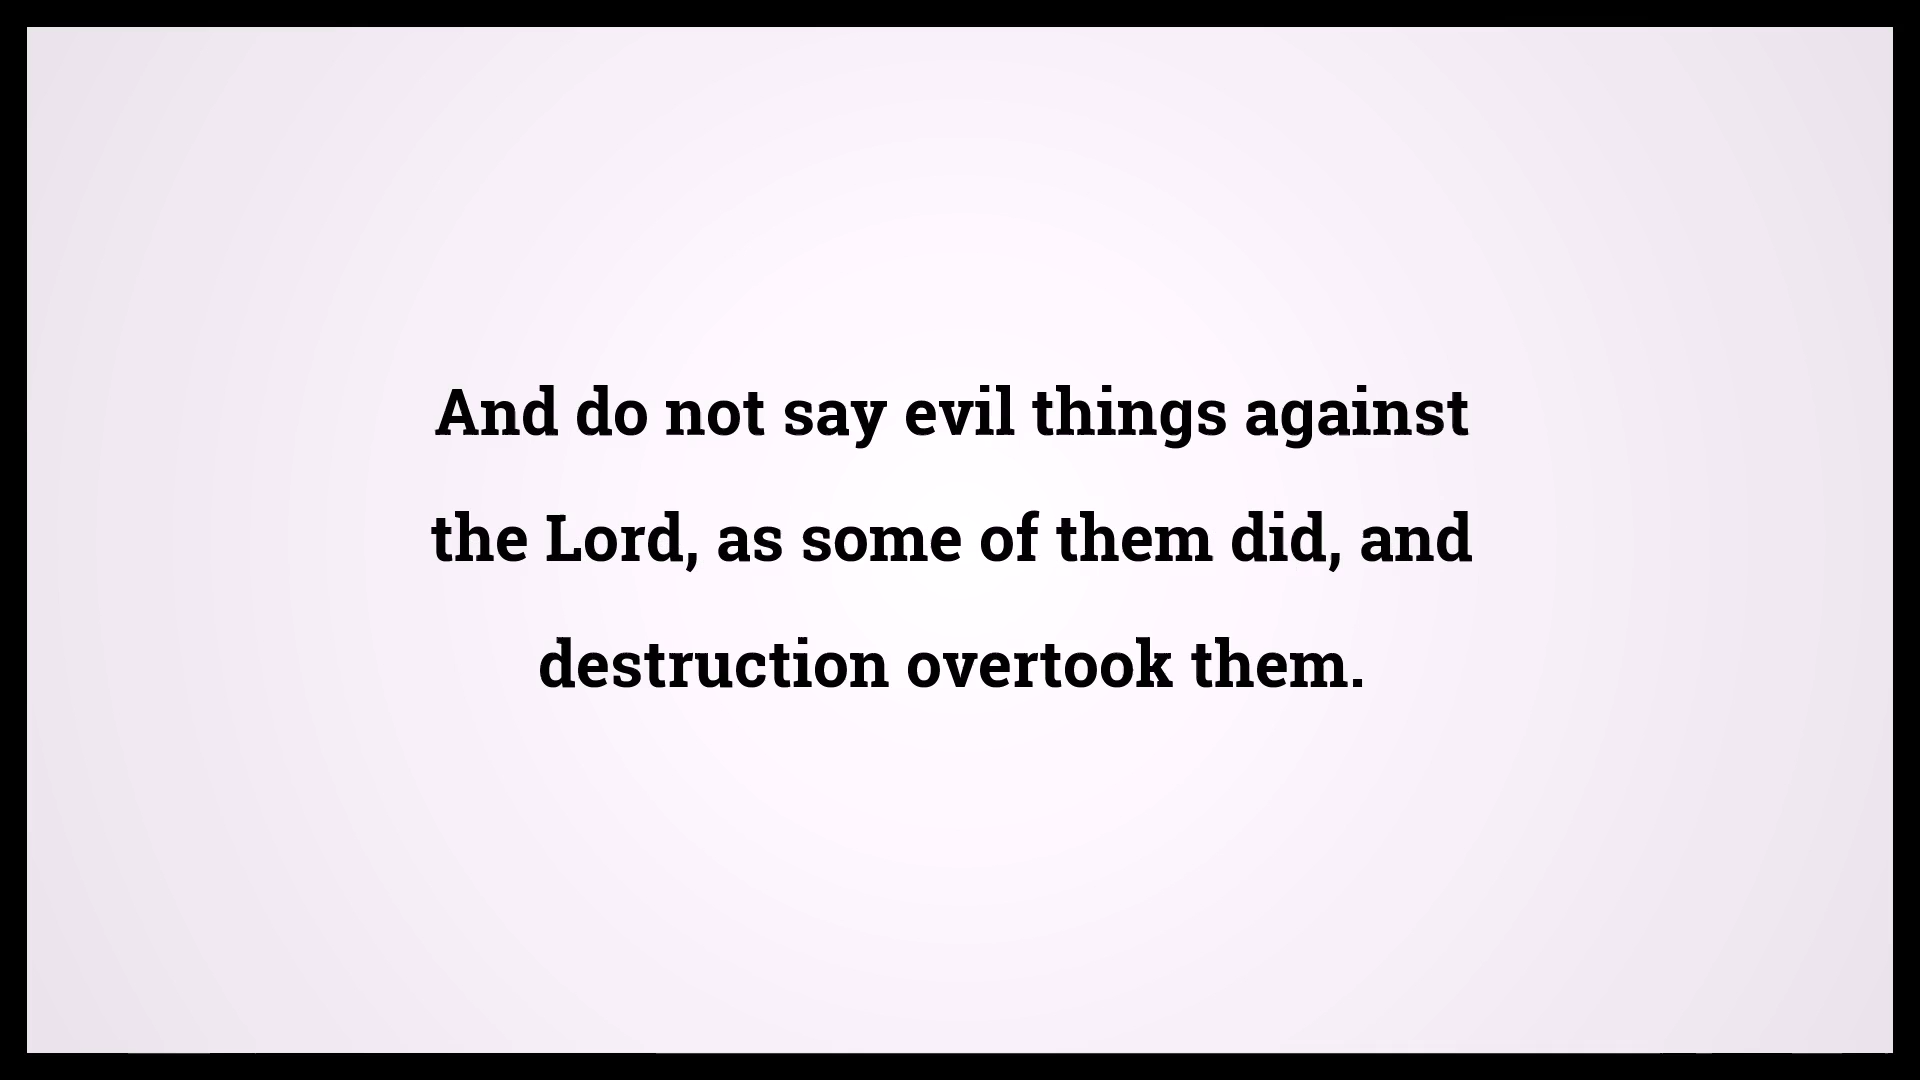 And do not say evil things against
the Lord, as some of them did, and
destruction overtook them.